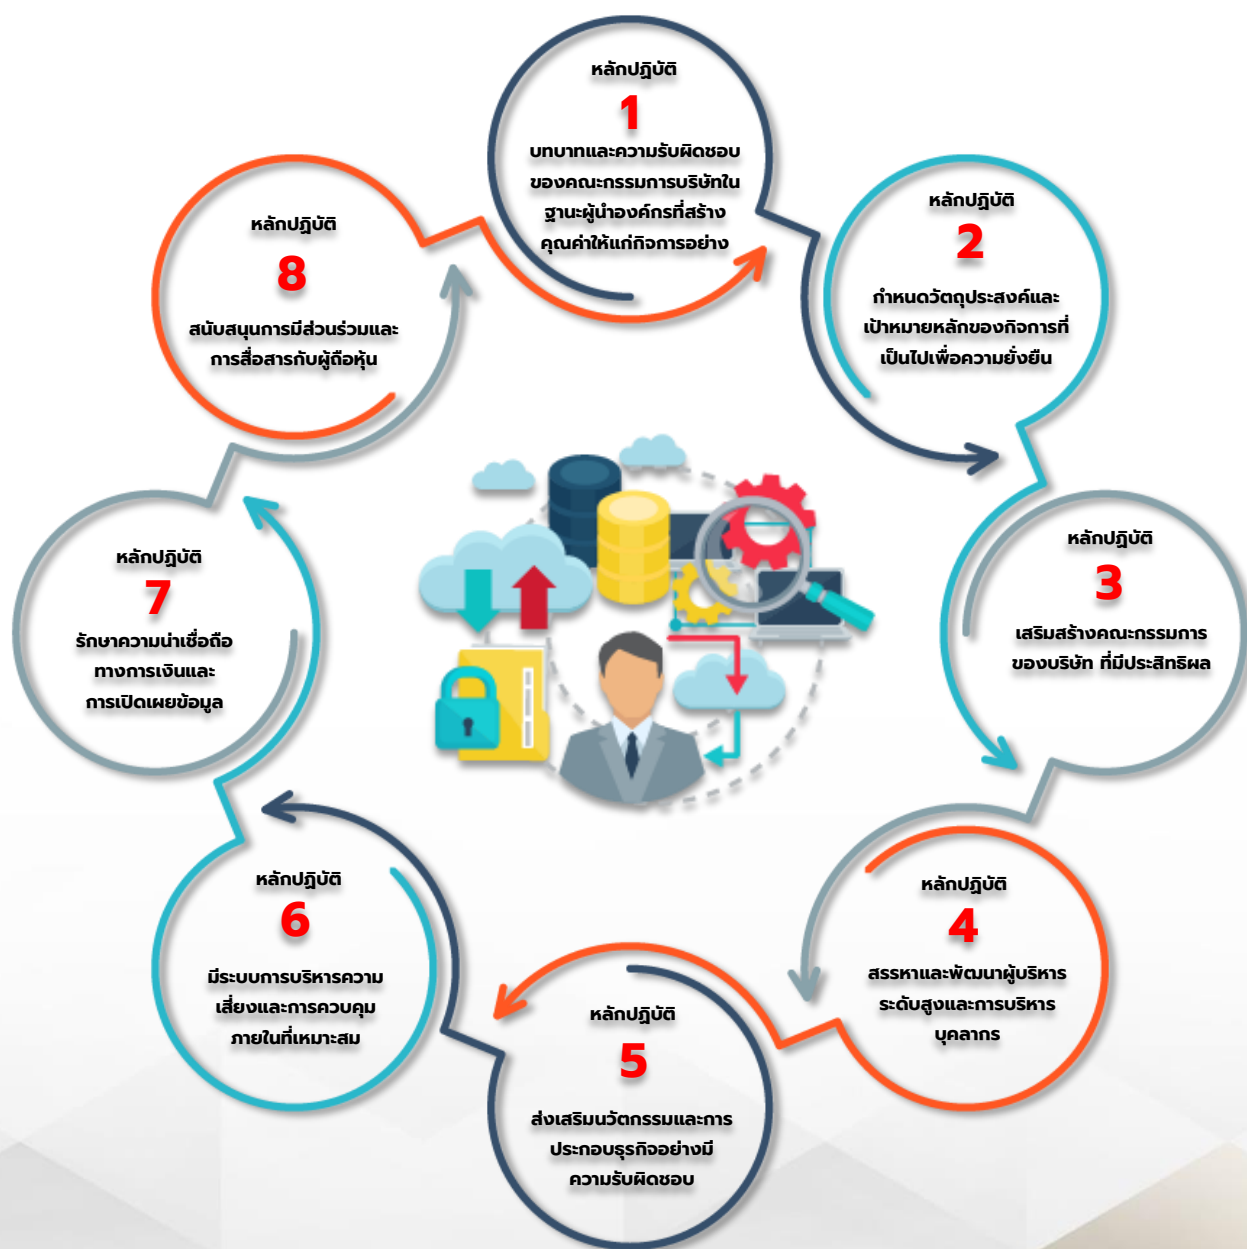 หลักปฏิบัติ
1
บทบาทและความรับผิดชอบ
ของคณะกรรมการบริษัทใน
ฐานะผู้นำองค์กรที่สร้าง
คุณค่าให้แก่กิจการอย่าง
หลักปฏิบัติ
2
กำหนดวัตถุประสงค์และ
เป้าหมายหลักของกิจการที่
เป็นไปเพื่อความยั่งยืน
หลักปฏิบัติ
3
เสริมสร้างคณะกรรมการ
ของบริษัท ที่มีประสิทธิผล
หลักปฏิบัติ
4
สรรหาและพัฒนาผู้บริหาร
ระดับสูงและการบริหาร
บุคลากร
หลักปฏิบัติ
5
ส่งเสริมนวัตกรรมและการ
ประกอบธุรกิจอย่างมี
ความรับผิดชอบ
หลักปฏิบัติ
6
มีระบบการบริหารความ
เสี่ยงและการควบคุม
ภายในที่เหมาะสม
หลักปฏิบัติ
7
รักษาความน่าเชื่อถือ
ทางการเงินและ
การเปิดเผยข้อมูล
หลักปฏิบัติ
8
สนับสนุนการมีส่วนร่วมและ
การสื่อสารกับผู้ถือหุ้น